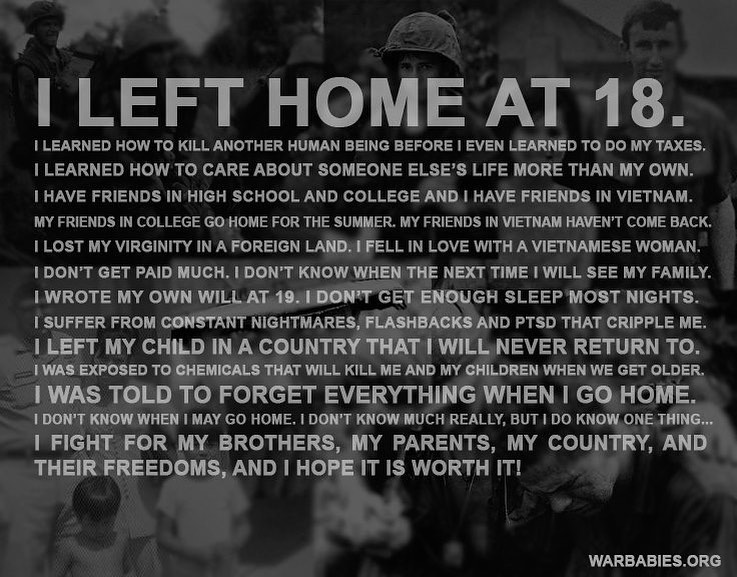 I LEFT HOME AT 18.
I LEARNED HOW TO KILL ANOTHER HUMAN BEING BEFORE I EVEN LEARNED TO DO MY TAXES.
I LEARNED HOW TO CARE ABOUT SOMEONE ELSE'S LIFE MORE THAN MY OWN.
I HAVE FRIENDS IN HIGH SCHOOL AND COLLEGE AND I HAVE FRIENDS IN VIETNAM.
MY FRIENDS IN COLLEGE GO HOME FOR THE SUMMER. MY FRIENDS IN VIETNAM HAVEN'T COME BACK.
I LOST MY VIRGINITY IN A FOREIGN LAND. I FELL IN LOVE WITH A VIETNAMESE WOMAN.
I DON'T GET PAID MUCH. I DON'T KNOW WHEN THE NEXT TIME I WILL SEE MY FAMILY.
I WROTE MY OWN WILL AT 19. I DON'T GET ENOUGH SLEEP MOST NIGHTS.
I SUFFER FROM CONSTANT NIGHTMARES, FLASHBACKS AND PTSD THAT CRIPPLE ME.
I LEFT MY CHILD IN A COUNTRY THAT I WILL NEVER RETURN TO.
I WAS EXPOSED TO CHEMICALS THAT WILL KILL ME AND MY CHILDREN WHEN WE GET OLDER.
I WAS TOLD TO FORGET EVERYTHING WHEN I GO HOME.
I DON'T KNOW WHEN I MAY GO HOME. I DON'T KNOW MUCH REALLY, BUT I DO KNOW ONE THING...
I FIGHT FOR MY BROTHERS, MY PARENTS, MY COUNTRY, AND
THEIR FREEDOMS, AND I HOPE IT IS WORTH IT!
WARBABIES.ORG